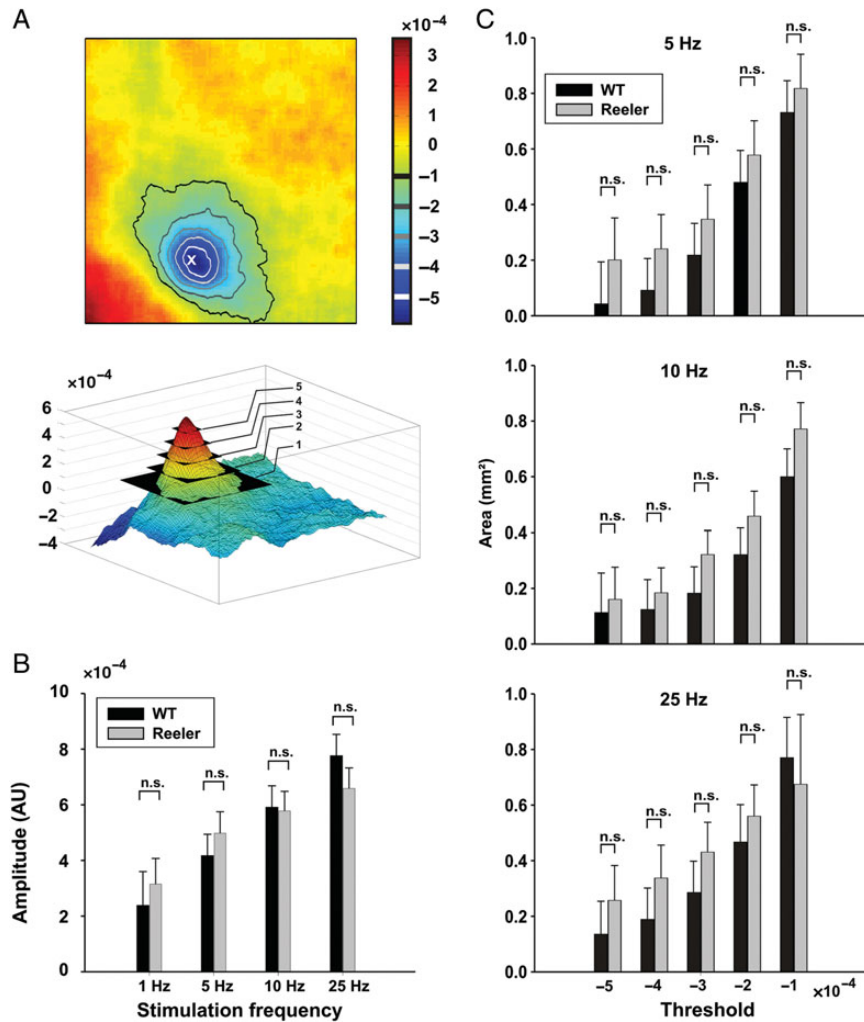 A
×10⁻⁴
3
2
1
0
−1
−2
−3
−4
−5
x
×10⁻⁴
6
4
2
0
−2
−4
5
4
3
2
1
B
×10⁻⁴
10
8
6
4
2
0
Amplitude (AU)
WT
Reeler
n.s.
n.s.
n.s.
n.s.
1 Hz 5 Hz 10 Hz 25 Hz
Stimulation frequency
C
5 Hz
WT
Reeler
1.0
0.8
0.6
0.4
0.2
0.0
n.s.
n.s.
n.s.
n.s.
n.s.
10 Hz
1.0
0.8
0.6
0.4
0.2
0.0
Area (mm²)
n.s.
n.s.
n.s.
n.s.
n.s.
25 Hz
1.0
0.8
0.6
0.4
0.2
0.0
n.s.
n.s.
n.s.
n.s.
n.s.
−5 −4 −3 −2 −1 ×10⁻⁴
Threshold